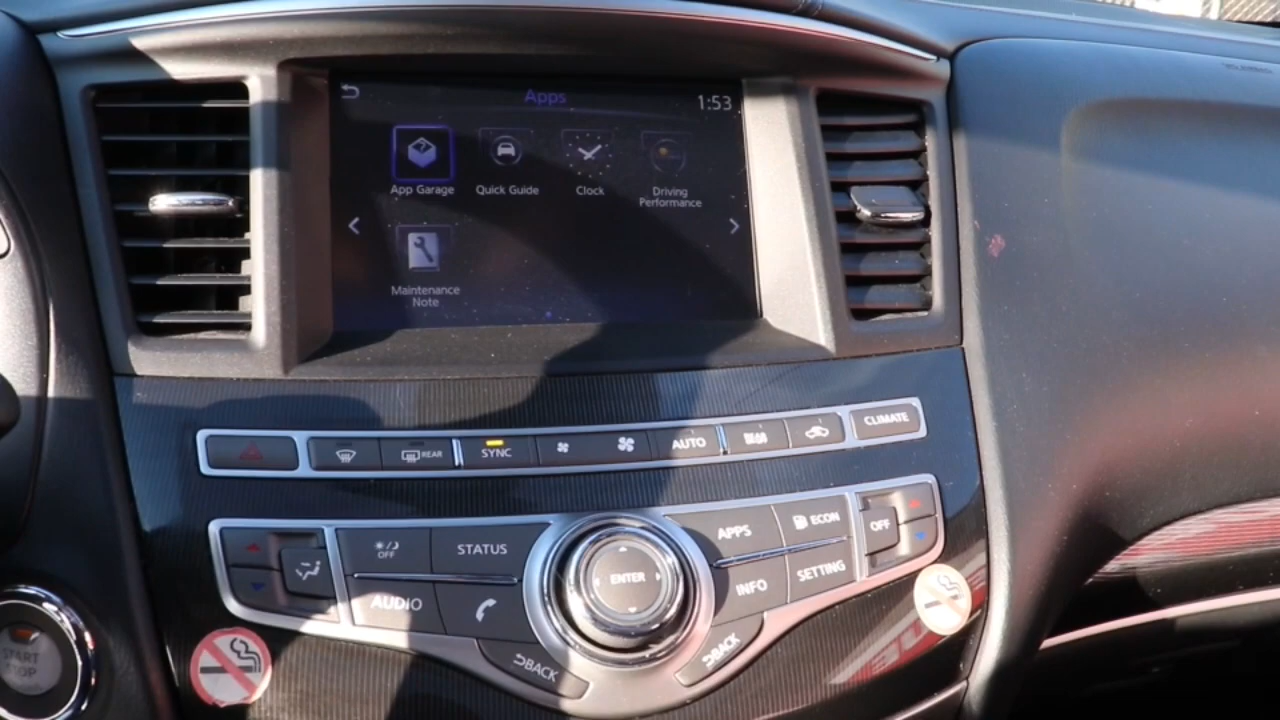 Apps
1:53
App Garage
Quick Guide
Clock
Driving
Performance
Maintenance
Note
REAR
SYNC
AUTO
CLIMATE
OFF
STATUS
AUDIO
ENTER
APPS
ECON
INFO
SETTING
OFF
BACK
BACK
START
STOP